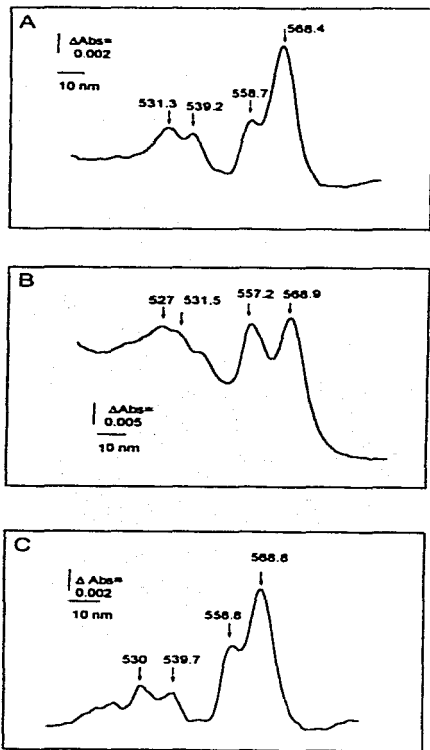 A
ΔAbs=
0.002
10 nm
531.3
539.2
558.7
568.4
B
527
531.5
557.2
568.9
ΔAbs=
0.005
10 nm
C
Δ Abs=
0.002
10 nm
530
539.7
558.8
568.8